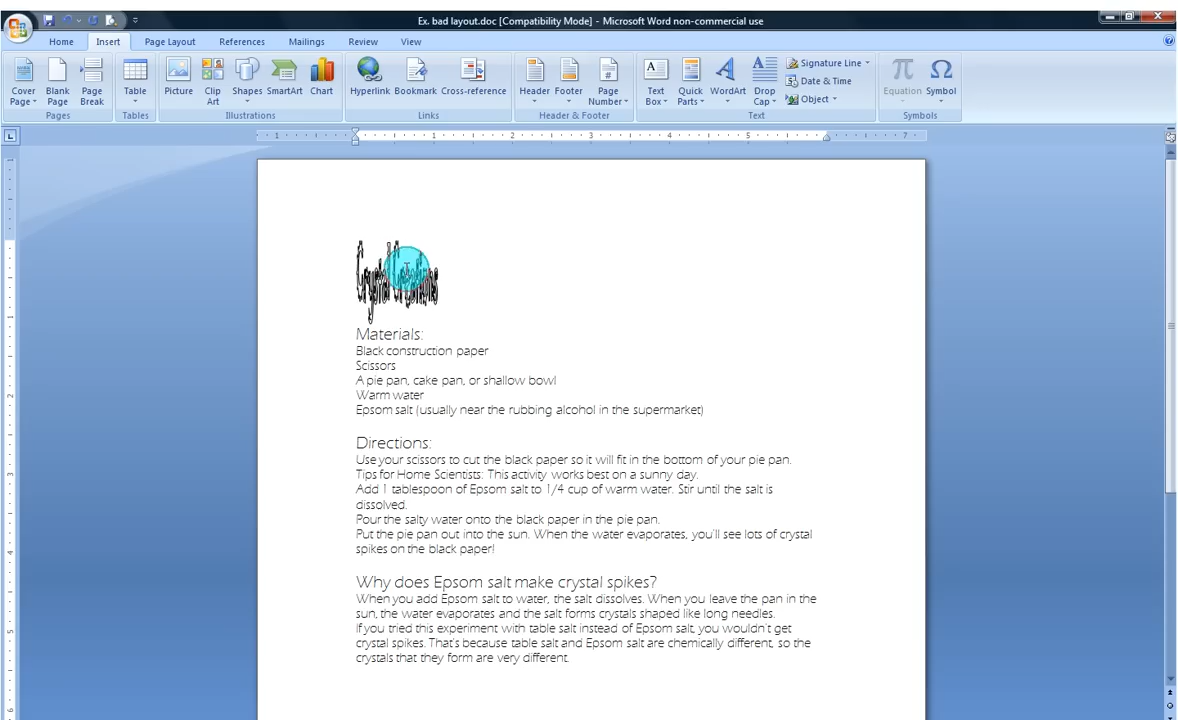 Ex. bad layout.doc [Compatibility Mode] - Microsoft Word non-commercial use
Home Insert Page Layout References Mailings Review View
Cover Page Blank Page Page Break Table Picture Clip Art Shapes SmartArt Chart Hyperlink Bookmark Cross-reference Header Footer Page Number Text Box Quick Parts WordArt Drop Cap Signature Line Date & Time Object Equation Symbol
Pages Tables Illustrations Links Header & Footer Text Symbols
1 1 2 3 4 5 7
Crystal Creations
Materials:
Black construction paper
Scissors
A pie pan, cake pan, or shallow bowl
Warm water
Epsom salt (usually near the rubbing alcohol in the supermarket)
Directions:
Use your scissors to cut the black paper so it will fit in the bottom of your pie pan.
Tips for Home Scientists: This activity works best on a sunny day.
Add 1 tablespoon of Epsom salt to 1/4 cup of warm water. Stir until the salt is
dissolved.
Pour the salty water onto the black paper in the pie pan.
Put the pie pan out into the sun. When the water evaporates, you'll see lots of crystal
spikes on the black paper!
Why does Epsom salt make crystal spikes?
When you add Epsom salt to water, the salt dissolves. When you leave the pan in the
sun, the water evaporates and the salt forms crystals shaped like long needles.
If you tried this experiment with table salt instead of Epsom salt, you wouldn't get
crystal spikes. That's because table salt and Epsom salt are chemically different, so the
crystals that they form are very different.